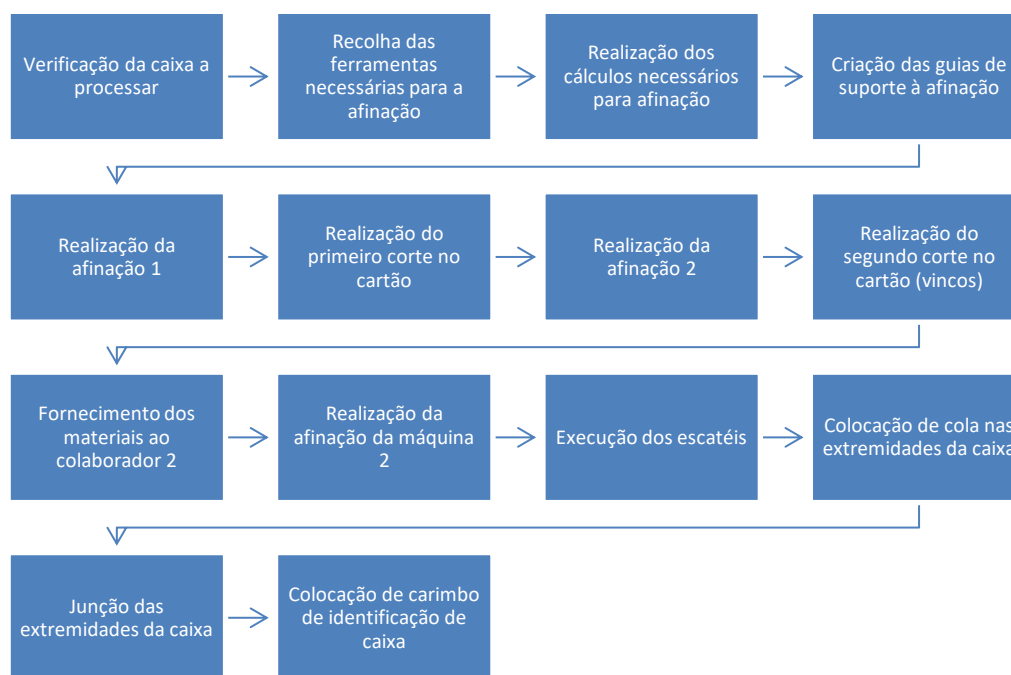 Verificação da caixa a
processar
Recolha das
ferramentas
necessárias para a
afinação
Realização dos
cálculos necessários
para afinação
Criação das guias de
suporte à afinação
Realização da
afinação 1
Realização do
primeiro corte no
cartão
Realização da
afinação 2
Realização do
segundo corte no
cartão (vincos)
Fornecimento dos
materiais ao
colaborador 2
Realização da
afinação da máquina
2
Execução dos escatéis
Colocação de cola nas
extremidades da caixa
Junção das
extremidades da caixa
Colocação de carimbo
de identificação de
caixa